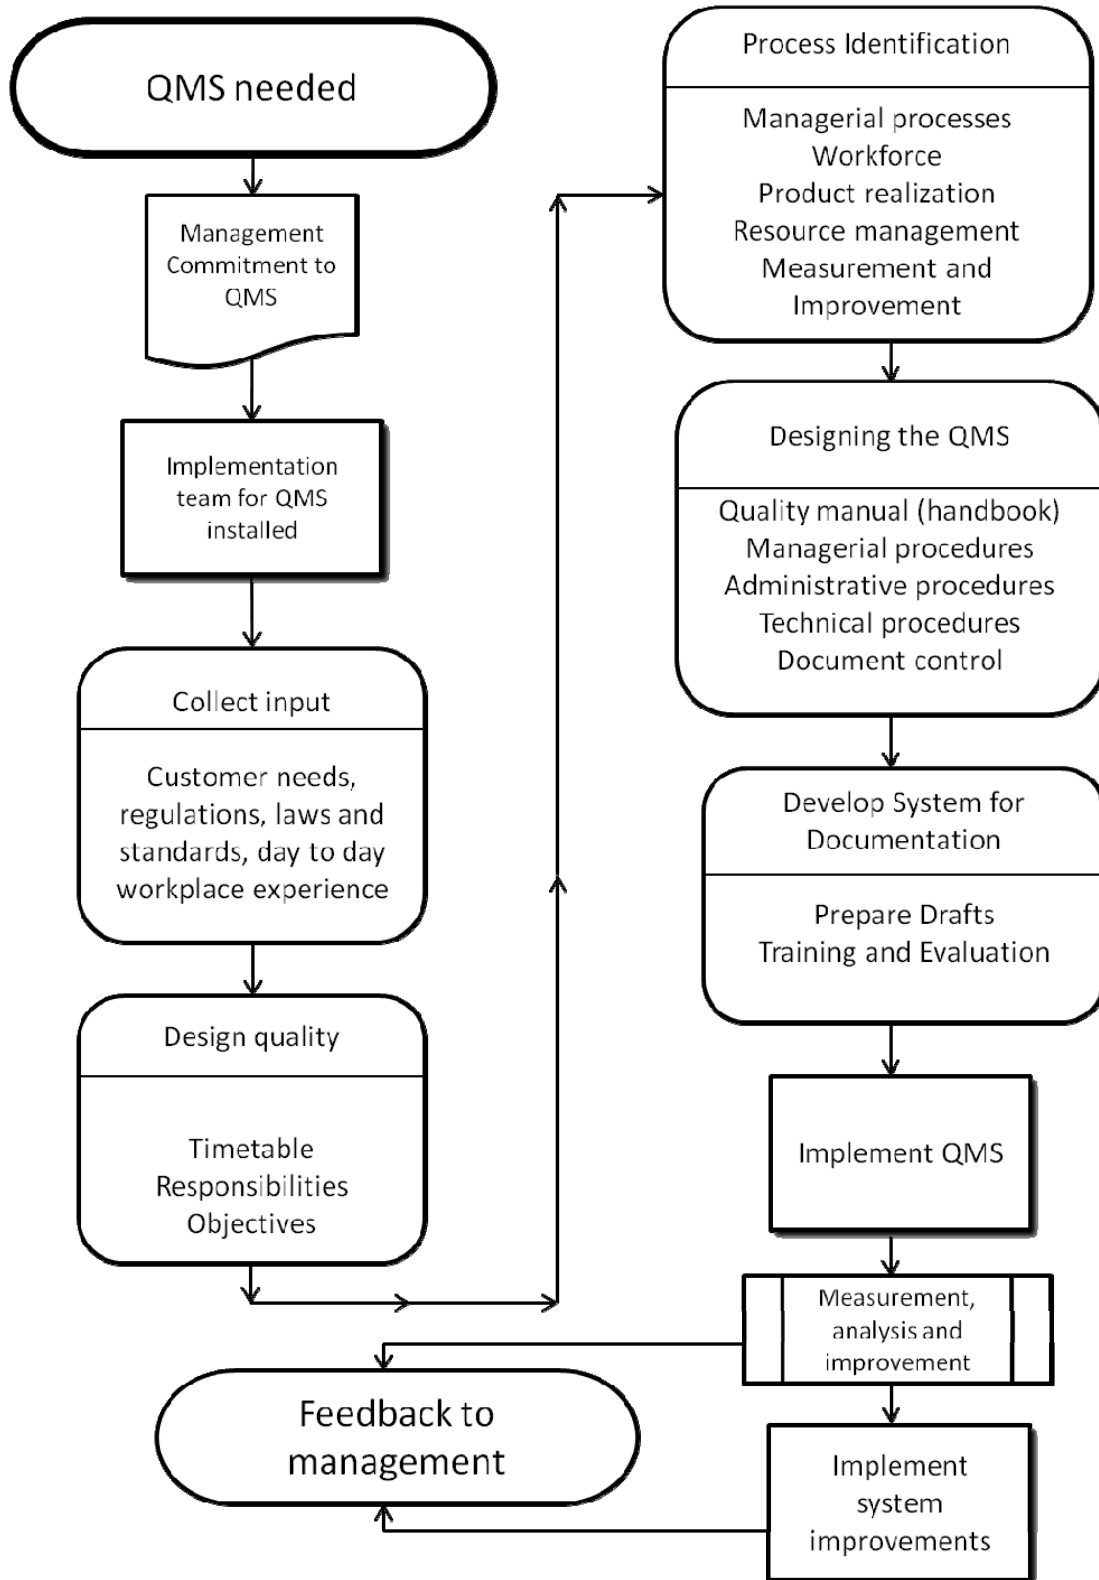 QMS needed
Management
Commitment to
QMS
Implementation
team for QMS
installed
Collect input
Customer needs,
regulations, laws and
standards, day to day
workplace experience
Design quality
Timetable
Responsibilities
Objectives
Process Identification
Managerial processes
Workforce
Product realization
Resource management
Measurement and
Improvement
Designing the QMS
Quality manual (handbook)
Managerial procedures
Administrative procedures
Technical procedures
Document control
Develop System for
Documentation
Prepare Drafts
Training and Evaluation
Implement QMS
Measurement,
analysis and
improvement
Implement
system
improvements
Feedback to
management